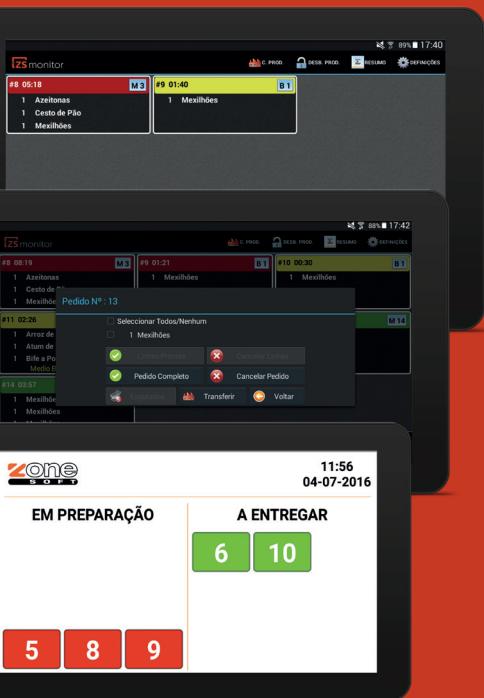 89% 17:40
ZS monitor
C. PROD. DESB. PROD. RESUMO DEFINIÇÕES
#8 05:18 M 3
1 Azeitonas
1 Cesto de Pão
1 Mexilhões
#9 01:40 B 1
1 Mexilhões
88% 17:42
ZS monitor
C. PROD. DESB. PROD. RESUMO DEFINIÇÕES
#8 08:19 M 3
1 Azeitonas
1 Cesto de
1 Mexilhõe
#9 01:21 B 1
1 Mexilhões
#10 00:30 B 1
1 Mexilhões
#11 02:26
1 Arroz de
1 Atum de
1 Bife a Po
Medio B
M 14
#14 03:57
1 Mexilhõe
1 Mexilhões
Pedido Nº : 13
Seleccionar Todos/Nenhum
1 Mexilhões
Linhas Prontas Cancelar Linhas
Pedido Completo Cancelar Pedido
Transferir Voltar
zone
SOFT
11:56
04-07-2016
EM PREPARAÇÃO
A ENTREGAR
6 10
5 8 9